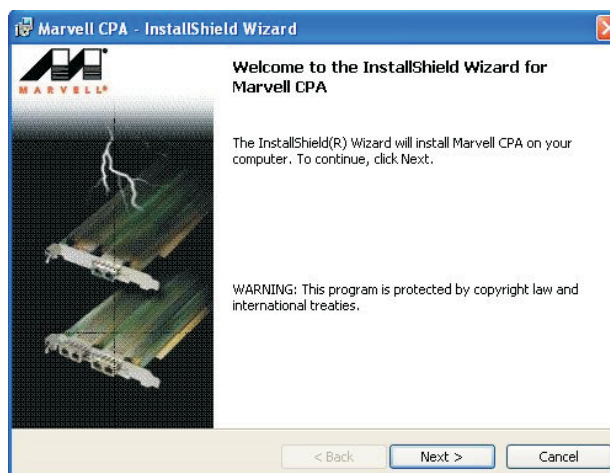 Marvell CPA - InstallShield Wizard
MARVELL®
Welcome to the InstallShield Wizard for
Marvell CPA
The InstallShield(R) Wizard will install Marvell CPA on your
computer. To continue, click Next.
WARNING: This program is protected by copyright law and
international treaties.
< Back
Next >
Cancel